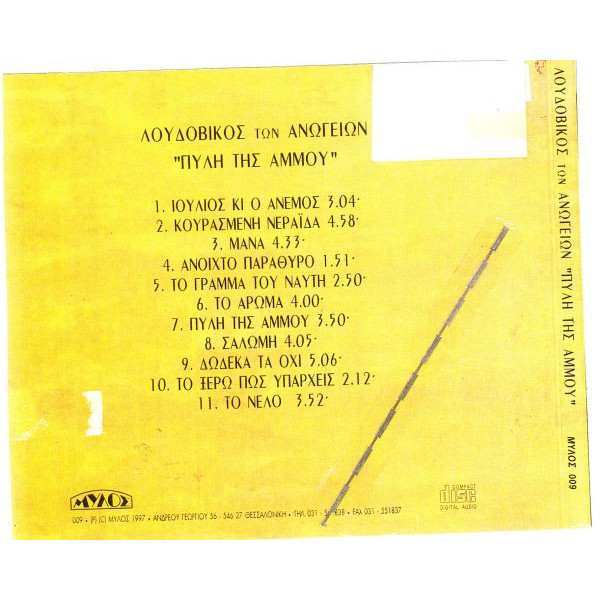 ΛΟΥΔΟΒΙΚΟΣ ΤΩΝ ΑΝΩΓΕΙΩΝ
"ΠΥΛΗ ΤΗΣ ΑΜΜΟΥ"
1. ΙΟΥΛΙΟΣ ΚΙ Ο ΑΝΕΜΟΣ 3.04'
2. ΚΟΥΡΑΣΜΕΝΗ ΝΕΡΑΪΔΑ 4.58'
3. ΜΑΝΑ 4.33'
4. ΑΝΟΙΧΤΟ ΠΑΡΑΘΥΡΟ 1.51'
5. ΤΟ ΓΡΑΜΜΑ ΤΟΥ ΝΑΥΤΗ 2.50'
6. ΤΟ ΑΡΩΜΑ 4.00'
7. ΠΥΛΗ ΤΗΣ ΑΜΜΟΥ 3.50'
8. ΣΑΛΩΜΗ 4.05'
9. ΔΩΔΕΚΑ ΤΑ ΟΧΙ 5.06'
10. ΤΟ ΞΕΡΩ ΠΩΣ ΥΠΑΡΧΕΙΣ 2.12'
11. ΤΟ ΝΕΛΟ 3.52'
ΜΥΛΟΣ
009 • (P) (C) ΜΥΛΟΣ 1997 • ΑΝΔΡΕΟΥ ΓΕΩΡΓΙΟΥ 56 - 546 27 ΘΕΣΣΑΛΟΝΙΚΗ • ΤΗΛ. 031 - 838 • FAX 031 - 551837
COMPACT
disc
DIGITAL AUDIO
ΛΟΥΔΟΒΙΚΟΣ ΤΩΝ ΑΝΩΓΕΙΩΝ "ΠΥΛΗ ΤΗΣ ΑΜΜΟΥ" ΜΥΛΟΣ 009